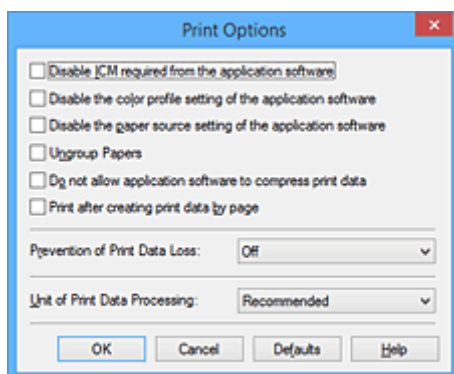 Print Options
Disable ICM required from the application software
Disable the color profile setting of the application software
Disable the paper source setting of the application software
Ungroup Papers
Do not allow application software to compress print data
Print after creating print data by page
Prevention of Print Data Loss: Off
Unit of Print Data Processing: Recommended
OK Cancel Defaults Help